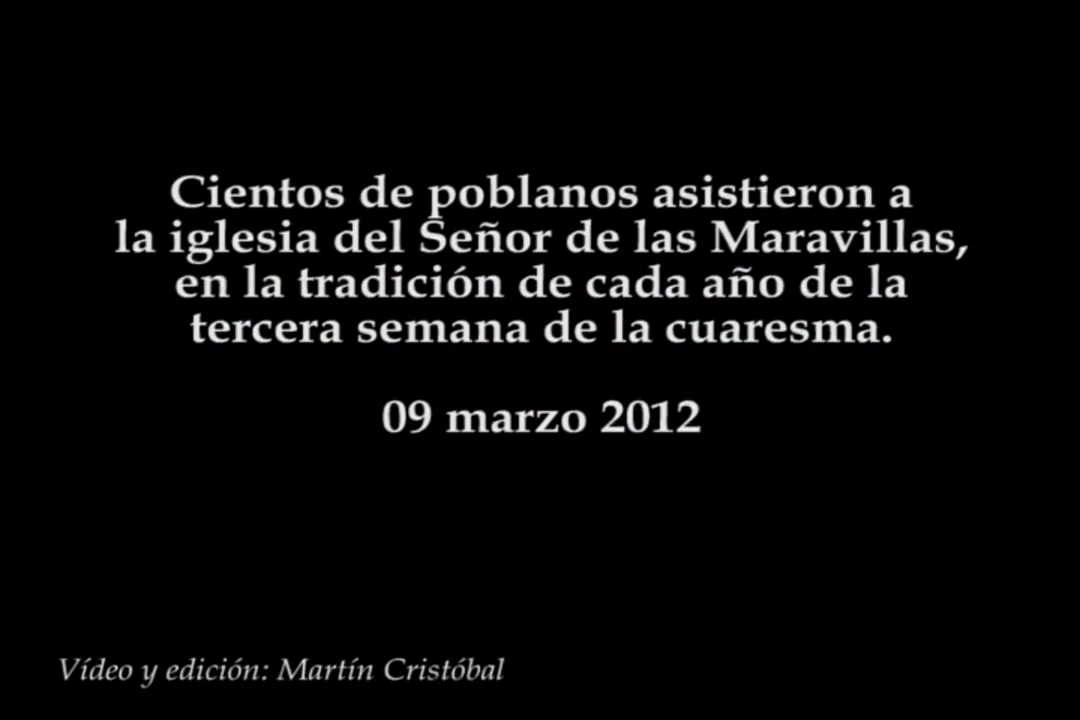 Cientos de poblanos asistieron a
la iglesia del Señor de las Maravillas,
en la tradición de cada año de la
tercera semana de la cuaresma.
09 marzo 2012
Vídeo y edición: Martín Cristóbal